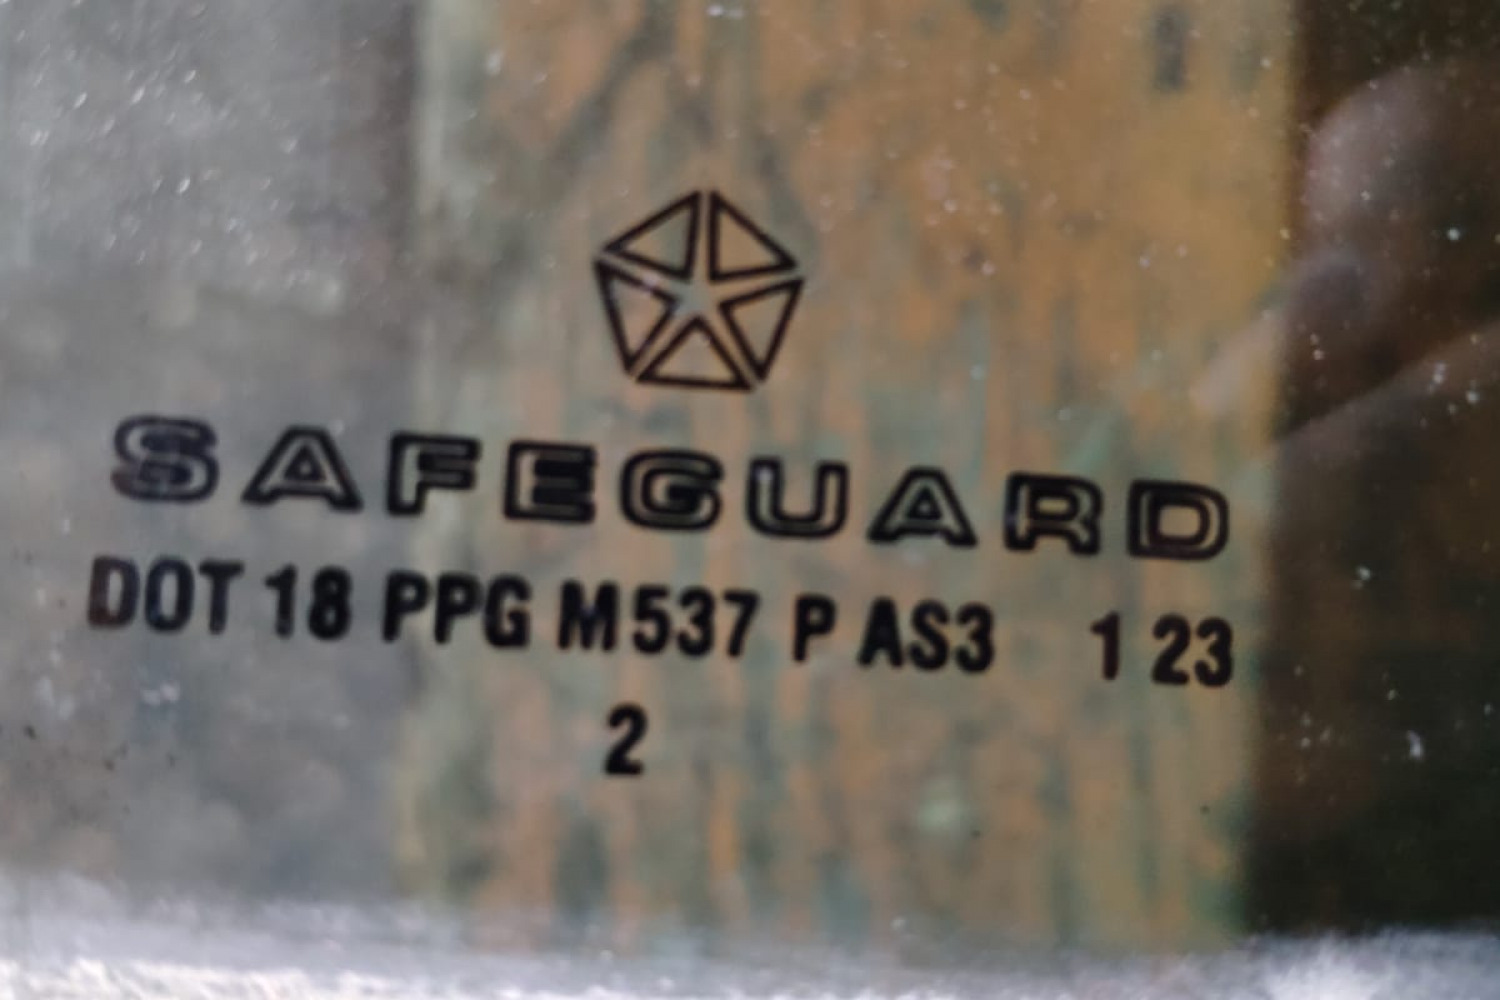 SAFEGUARD
DOT 18 PPG M537 P AS3 1 23
2